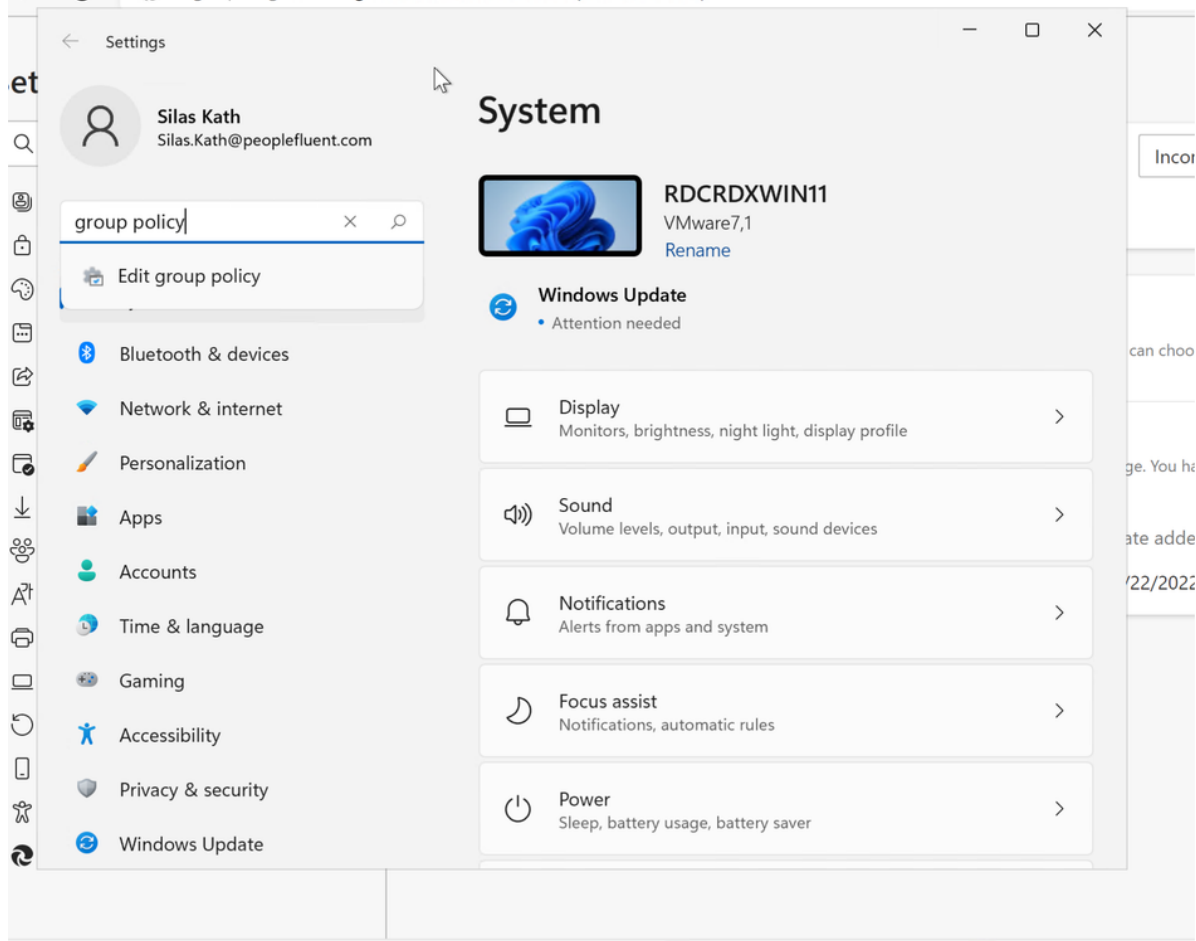 Settings
et
Silas Kath
Silas.Kath@peoplefluent.com
group policy
Edit group policy
Bluetooth & devices
Network & internet
Personalization
Apps
Accounts
Time & language
Gaming
Accessibility
Privacy & security
Windows Update
System
RDCRDXWIN11
VMware7,1
Rename
Windows Update
• Attention needed
Display
Monitors, brightness, night light, display profile
Sound
Volume levels, output, input, sound devices
Notifications
Alerts from apps and system
Focus assist
Notifications, automatic rules
Power
Sleep, battery usage, battery saver
can choo
ge. You ha
ate adde
/22/2022